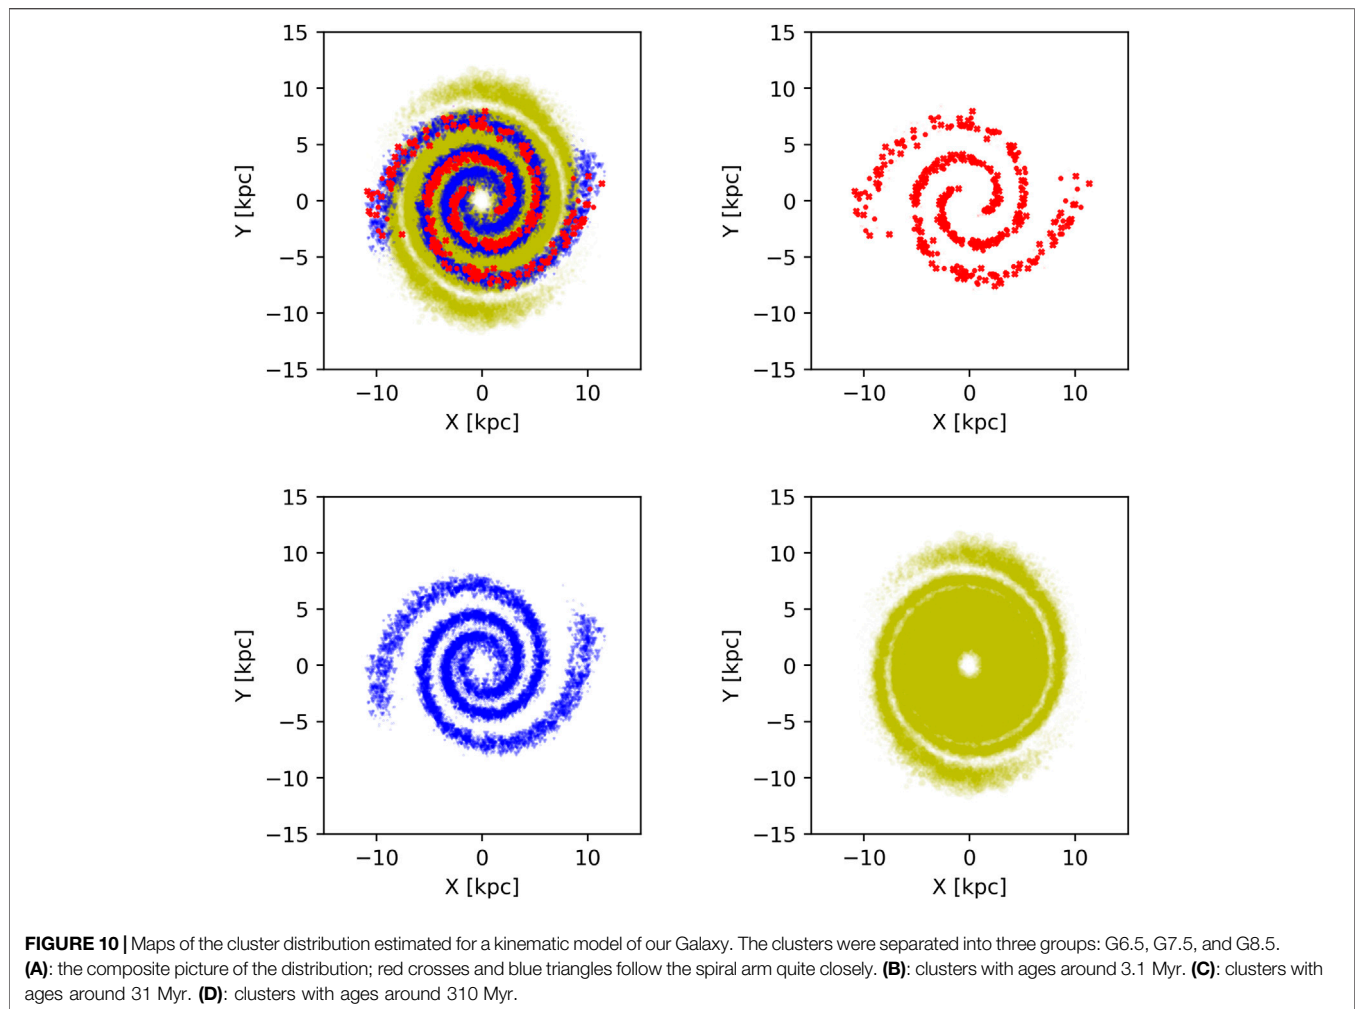 15
10
5
0
−5
−10
−15
Y [kpc]
−10 0 10
X [kpc]
15
10
5
0
−5
−10
−15
Y [kpc]
−10 0 10
X [kpc]
15
10
5
0
−5
−10
−15
Y [kpc]
−10 0 10
X [kpc]
15
10
5
0
−5
−10
−15
Y [kpc]
−10 0 10
X [kpc]
FIGURE 10 | Maps of the cluster distribution estimated for a kinematic model of our Galaxy. The clusters were separated into three groups: G6.5, G7.5, and G8.5.
(A): the composite picture of the distribution; red crosses and blue triangles follow the spiral arm quite closely. (B): clusters with ages around 3.1 Myr. (C): clusters with
ages around 31 Myr. (D): clusters with ages around 310 Myr.